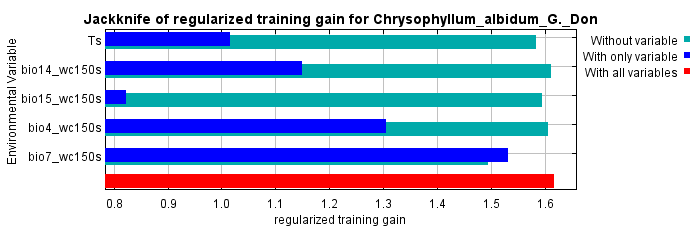 Jackknife of regularized training gain for Chrysophyllum_albidum_G._Don
Environmental Variable
Ts
bio14_wc150s
bio15_wc150s
bio4_wc150s
bio7_wc150s
0.8 0.9 1.0 1.1 1.2 1.3 1.4 1.5 1.6
regularized training gain
Without variable
With only variable
With all variables